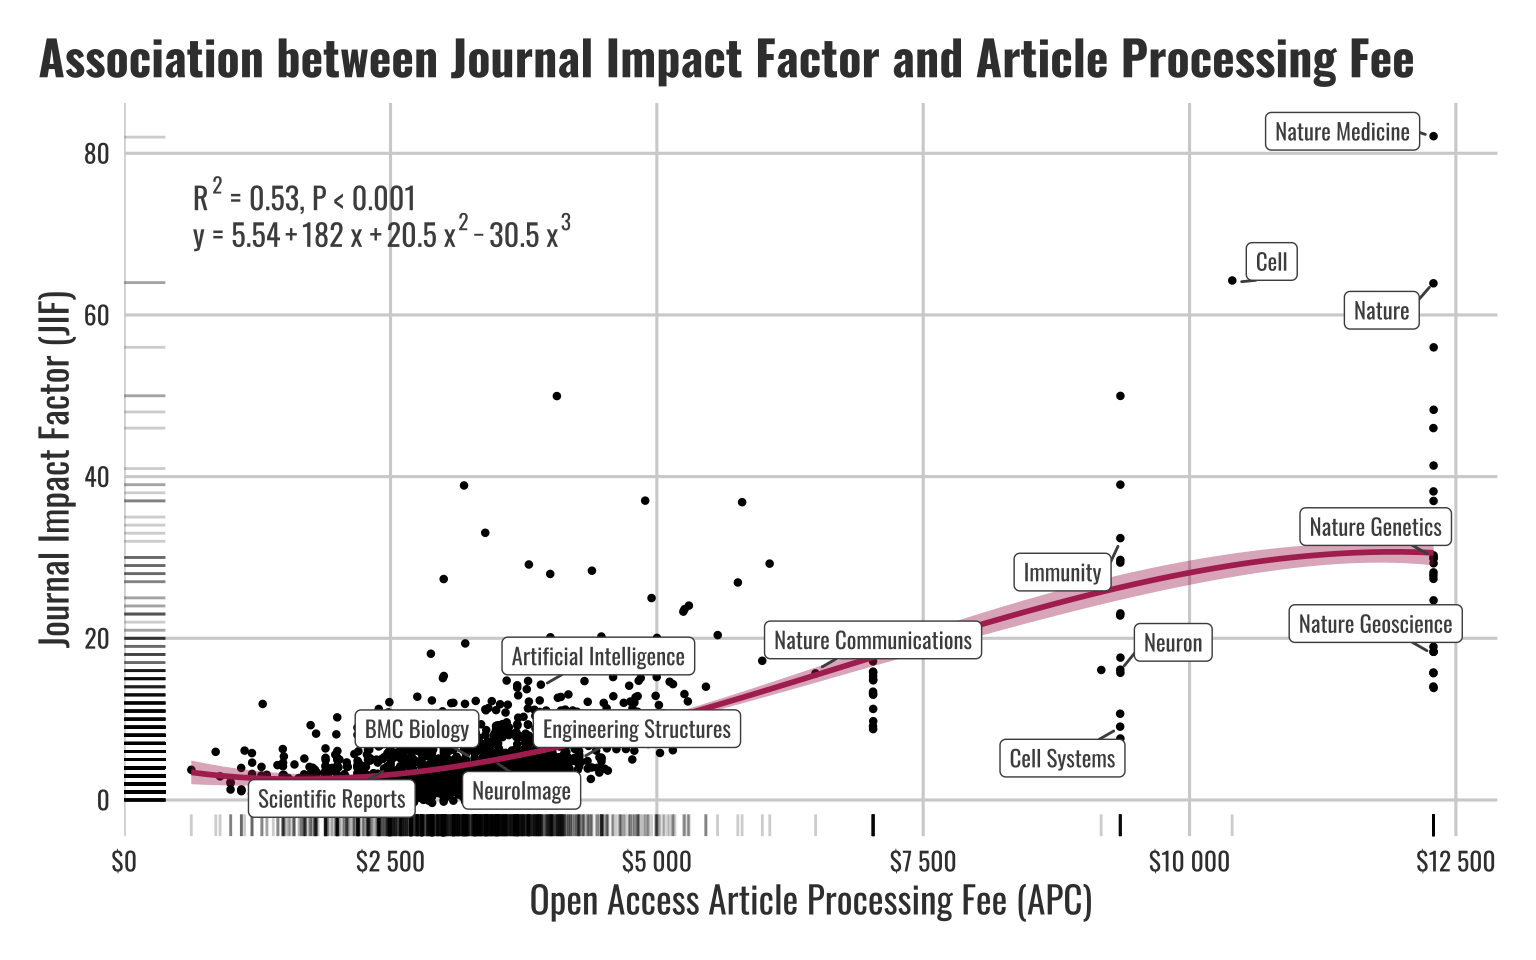 Association between Journal Impact Factor and Article Processing Fee
R² = 0.53, P < 0.001
y = 5.54 + 182 x + 20.5 x² − 30.5 x³
Journal Impact Factor (JIF)
80
60
40
20
0
Nature Medicine
Cell
Nature
Nature Genetics
Immunity
Nature Geoscience
Nature Communications
Neuron
Artificial Intelligence
BMC Biology
Engineering Structures
Cell Systems
NeuroImage
Scientific Reports
$0
$2 500
$5 000
$7 500
$10 000
$12 500
Open Access Article Processing Fee (APC)